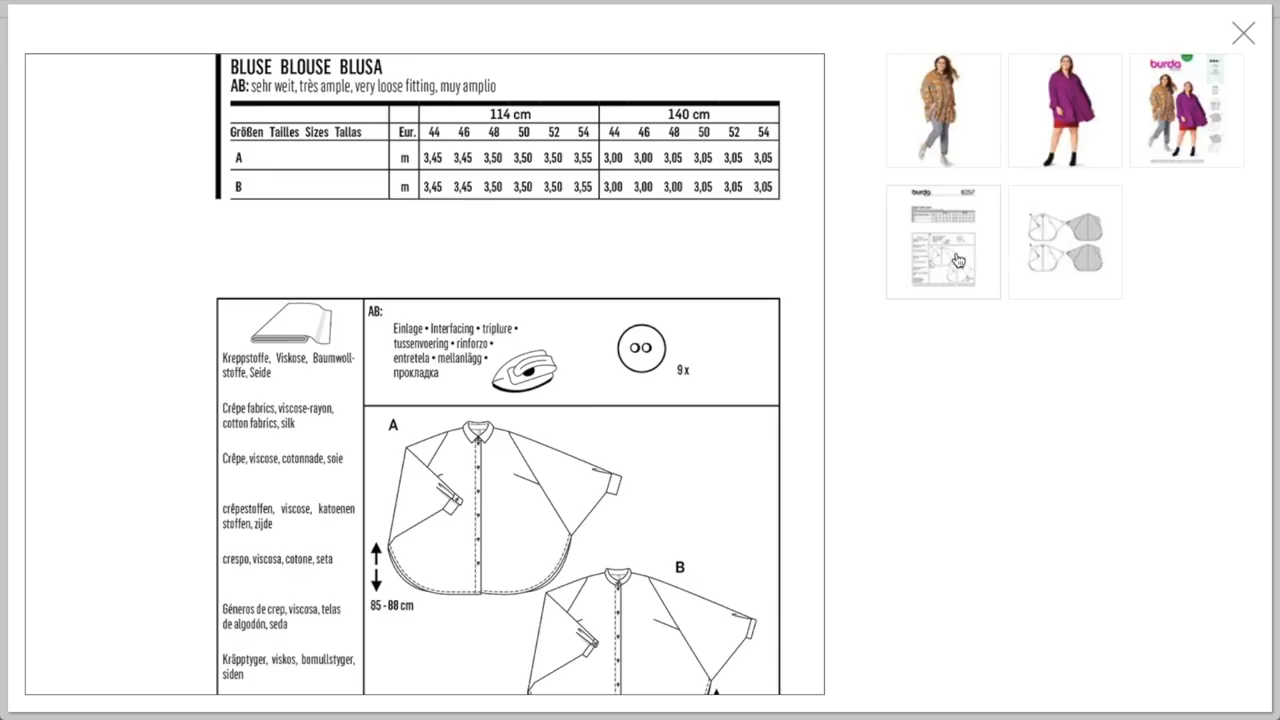 BLUSE BLOUSE BLUSA
AB: sehr weit, très ample, very loose fitting, muy amplio
114 cm 140 cm
Größen Tailles Sizes Tallas Eur. 44 46 48 50 52 54 44 46 48 50 52 54
A m 3,45 3,45 3,50 3,50 3,50 3,55 3,00 3,00 3,05 3,05 3,05 3,05
B m 3,45 3,45 3,50 3,50 3,50 3,55 3,00 3,00 3,00 3,05 3,05 3,05
Kreppstoffe, Viskose, Baumwoll-
stoffe, Seide
Crêpe fabrics, viscose-rayon,
cotton fabrics, silk
Crêpe, viscose, cotonnade, soie
crêpestoffen, viscose, katoenen
stoffen, zijde
crespo, viscosa, cotone, seta
Géneros de crep, viscosa, telas
de algodón, seda
Kräpptyger, viskos, bomullstyger,
siden
AB:
Einlage • Interfacing • triplure •
tussenvoering • rinforzo •
entretela • mellanlägg •
прокладка
9 x
A
85 - 88 cm
B
burda
burda 6257